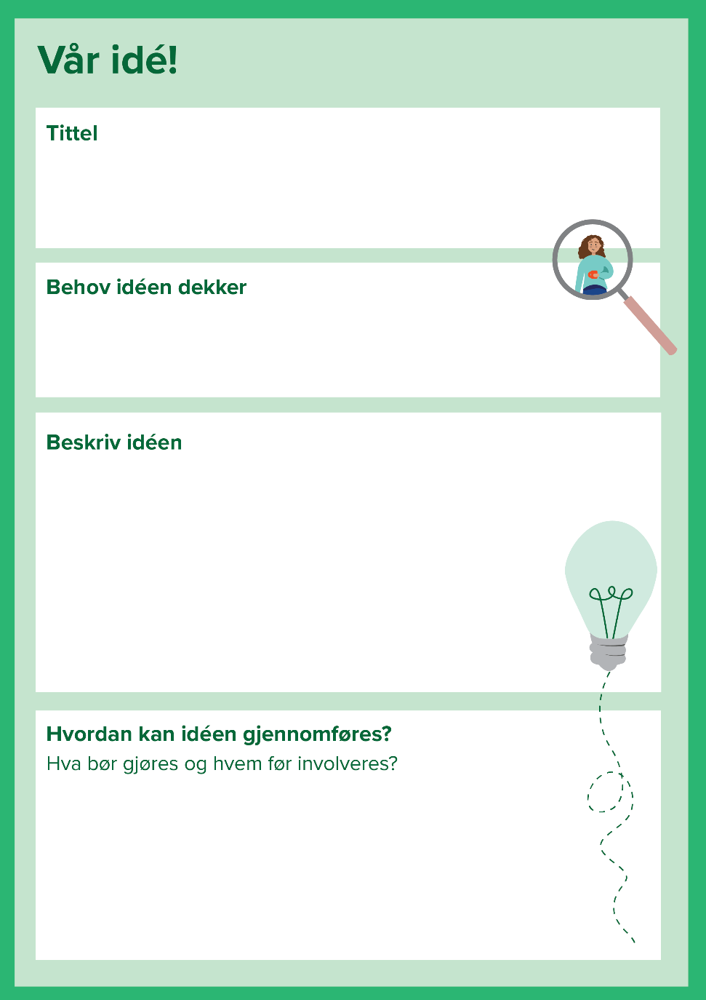 Vår idé!
Tittel
Behov idéen dekker
Beskriv idéen
Hvordan kan idéen gjennomføres?
Hva bør gjøres og hvem før involveres?